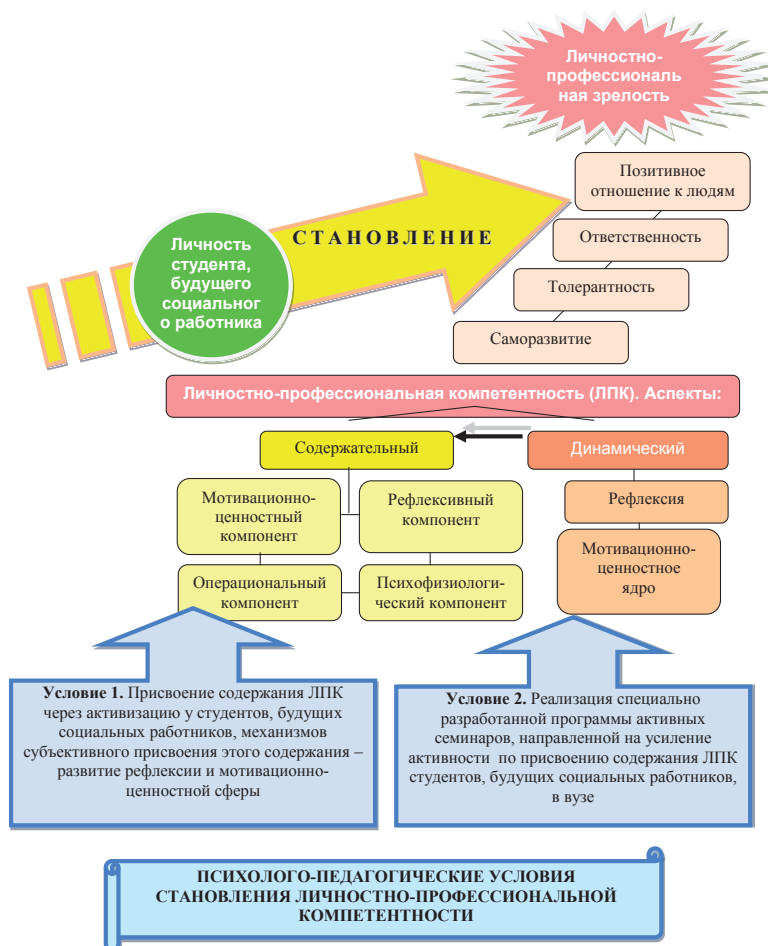 Личностно-
профессиональ
ная зрелость
Позитивное
отношение к людям
СТАНОВЛЕНИЕ
Ответственность
Личность
студента,
будущего
социальног
о работника
Толерантность
Саморазвитие
Личностно-профессиональная компетентность (ЛПК). Аспекты:
Содержательный
Динамический
Мотивационно-
ценностный
компонент
Рефлексивный
компонент
Рефлексия
Операциональный
компонент
Психофизиологи-
ческий компонент
Мотивационно-
ценностное
ядро
Условие 1. Присвоение содержания ЛПК
через активизацию у студентов, будущих
социальных работников, механизмов
субъективного присвоения этого содержания –
развитие рефлексии и мотивационно-
ценностной сферы
Условие 2. Реализация специально
разработанной программы активных
семинаров, направленной на усиление
активности по присвоению содержания ЛПК
студентов, будущих социальных работников,
в вузе
ПСИХОЛОГО-ПЕДАГОГИЧЕСКИЕ УСЛОВИЯ
СТАНОВЛЕНИЯ ЛИЧНОСТНО-ПРОФЕССИОНАЛЬНОЙ
КОМПЕТЕНТНОСТИ